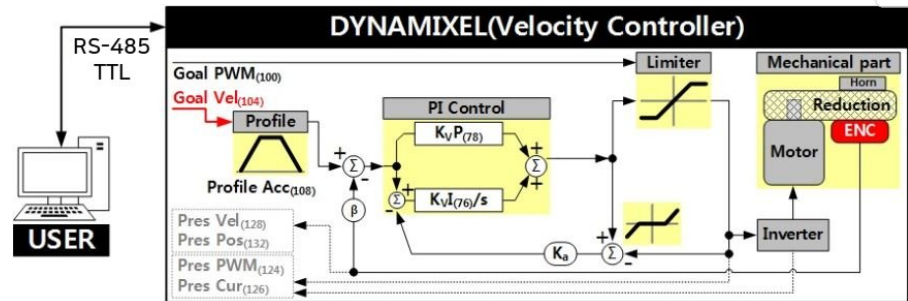 DYNAMIXEL(Velocity Controller)
RS-485
TTL
Goal PWM(100)
Goal Vel(104)
Profile
Profile Acc(108)
PI Control
KVP(78)
KVI(76)/s
Limiter
Mechanical part
Horn
Reduction
ENC
Motor
Inverter
+
Σ
-
+
-
Σ
+
Σ
+
β
Ka
+
Σ
-
Pres Vel(128)
Pres Pos(132)
Pres PWM(124)
Pres Cur(126)
USER